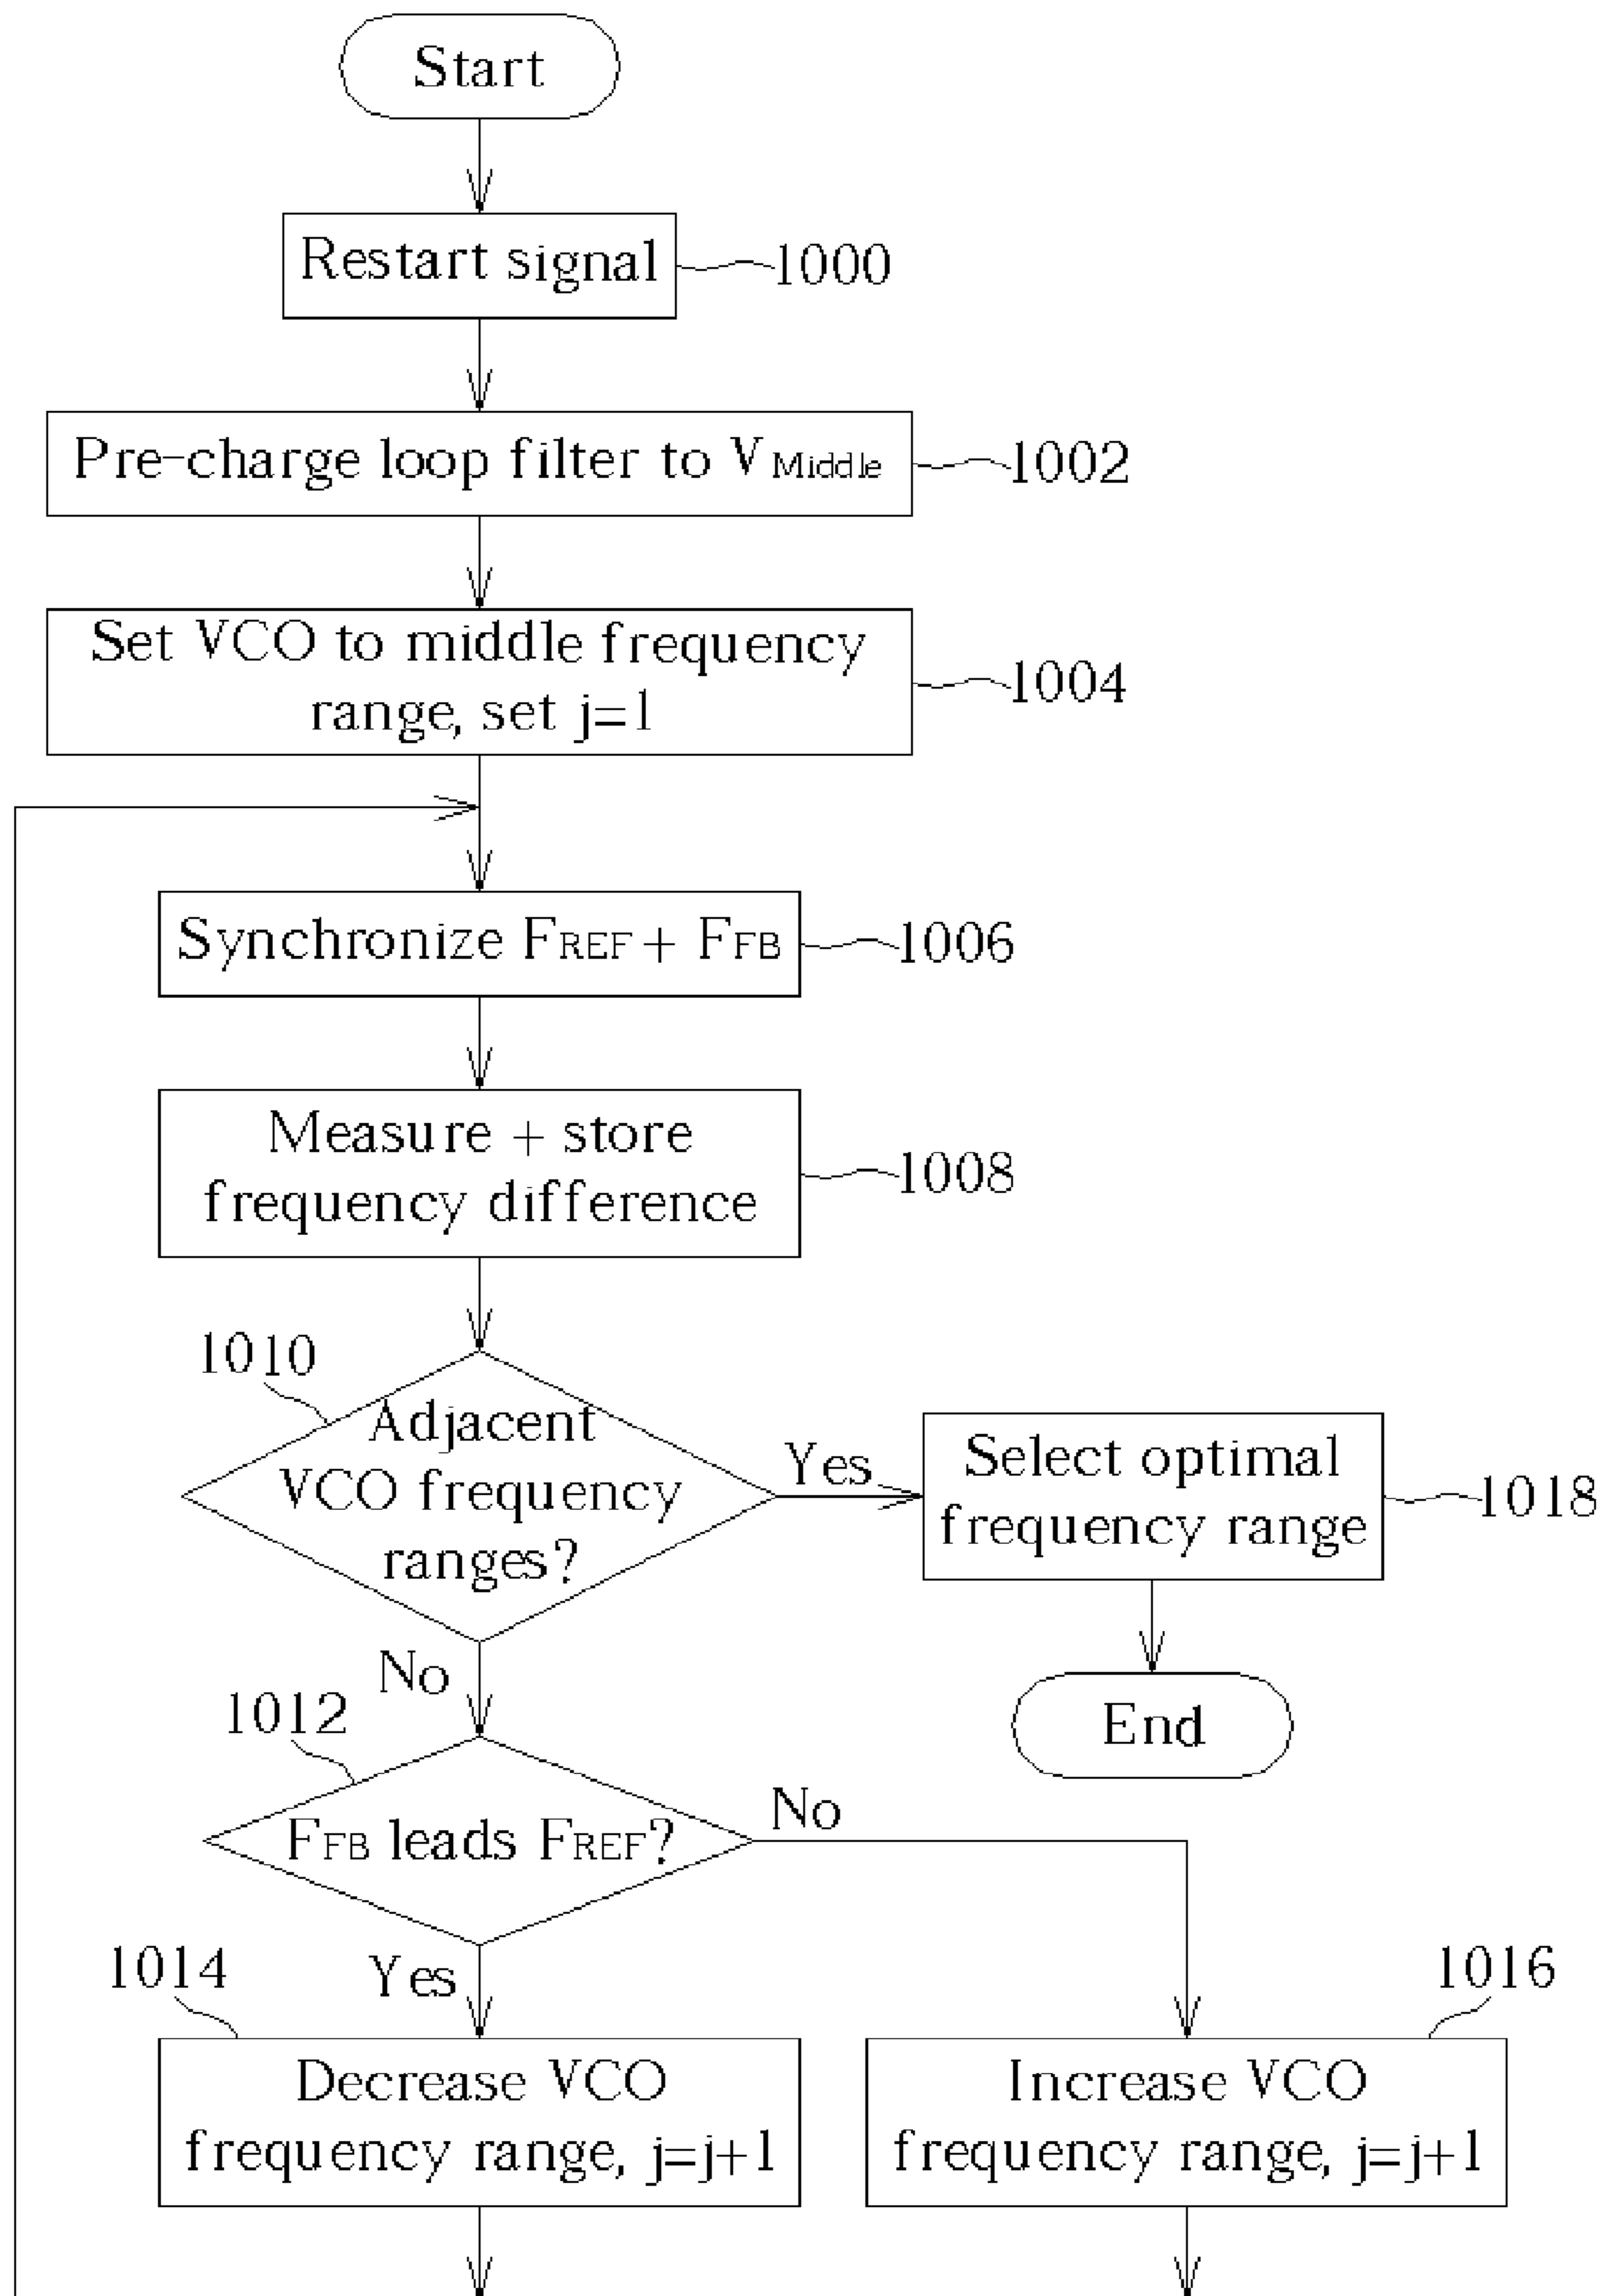 Start
Restart signal
1000
Pre-charge loop filter to VMiddle
1002
Set VCO to middle frequency
range, set j=1
1004
Synchronize FREF + FFB
1006
Measure + store
frequency difference
1008
1010
Adjacent
VCO frequency
ranges?
Yes
Select optimal
frequency range
1018
No
End
1012
FFB leads FREF?
No
Yes
1014
1016
Decrease VCO
frequency range, j=j+1
Increase VCO
frequency range, j=j+1